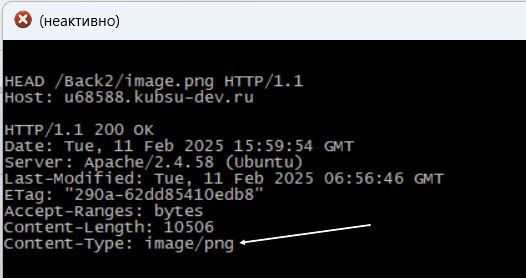 (неактивно)
HEAD /Back2/image.png HTTP/1.1
Host: u68588.kubsu-dev.ru
HTTP/1.1 200 OK
Date: Tue, 11 Feb 2025 15:59:54 GMT
Server: Apache/2.4.58 (Ubuntu)
Last-Modified: Tue, 11 Feb 2025 06:56:46 GMT
ETag: "290a-62dd85410edb8"
Accept-Ranges: bytes
Content-Length: 10506
Content-Type: image/png